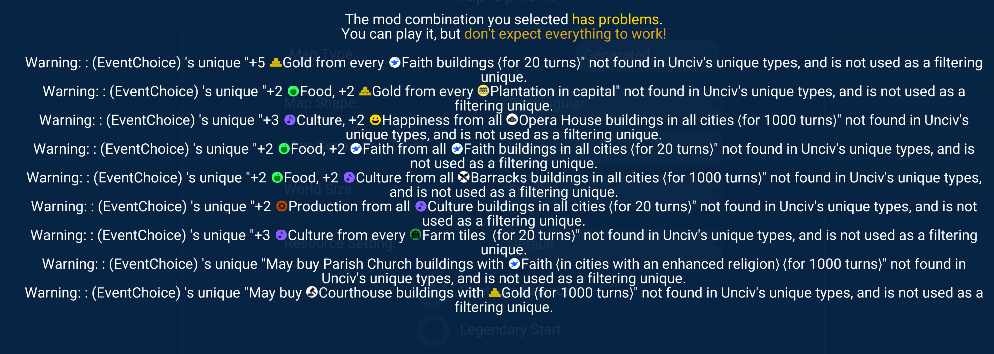 The mod combination you selected has problems.
You can play it, but don't expect everything to work!
Warning: : (EventChoice) 's unique "+5 Gold from every Faith buildings ⟨for 20 turns⟩" not found in Unciv's unique types, and is not used as a filtering
unique.
Warning: : (EventChoice) 's unique "+2 Food, +2 Gold from every Plantation in capital" not found in Unciv's unique types, and is not used as a
filtering unique.
Warning: : (EventChoice) 's unique "+3 Culture, +2 Happiness from all Opera House buildings in all cities ⟨for 1000 turns⟩" not found in Unciv's
unique types, and is not used as a filtering unique.
Warning: : (EventChoice) 's unique "+2 Food, +2 Faith from all Faith buildings in all cities ⟨for 20 turns⟩" not found in Unciv's unique types, and is
not used as a filtering unique.
Warning: : (EventChoice) 's unique "+2 Food, +2 Culture from all Barracks buildings in all cities ⟨for 1000 turns⟩" not found in Unciv's unique types,
and is not used as a filtering unique.
Warning: : (EventChoice) 's unique "+2 Production from all Culture buildings in all cities ⟨for 20 turns⟩" not found in Unciv's unique types, and is not
used as a filtering unique.
Warning: : (EventChoice) 's unique "+3 Culture from every Farm tiles ⟨for 20 turns⟩" not found in Unciv's unique types, and is not used as a filtering
unique.
Warning: : (EventChoice) 's unique "May buy Parish Church buildings with Faith ⟨in cities with an enhanced religion⟩ ⟨for 1000 turns⟩" not found in
Unciv's unique types, and is not used as a filtering unique.
Warning: : (EventChoice) 's unique "May buy Courthouse buildings with Gold ⟨for 1000 turns⟩" not found in Unciv's unique types, and is not used as a
filtering unique.
Map Type:
Generated
Map Shape:
World Size:
Resource Setting:
Legendary Start